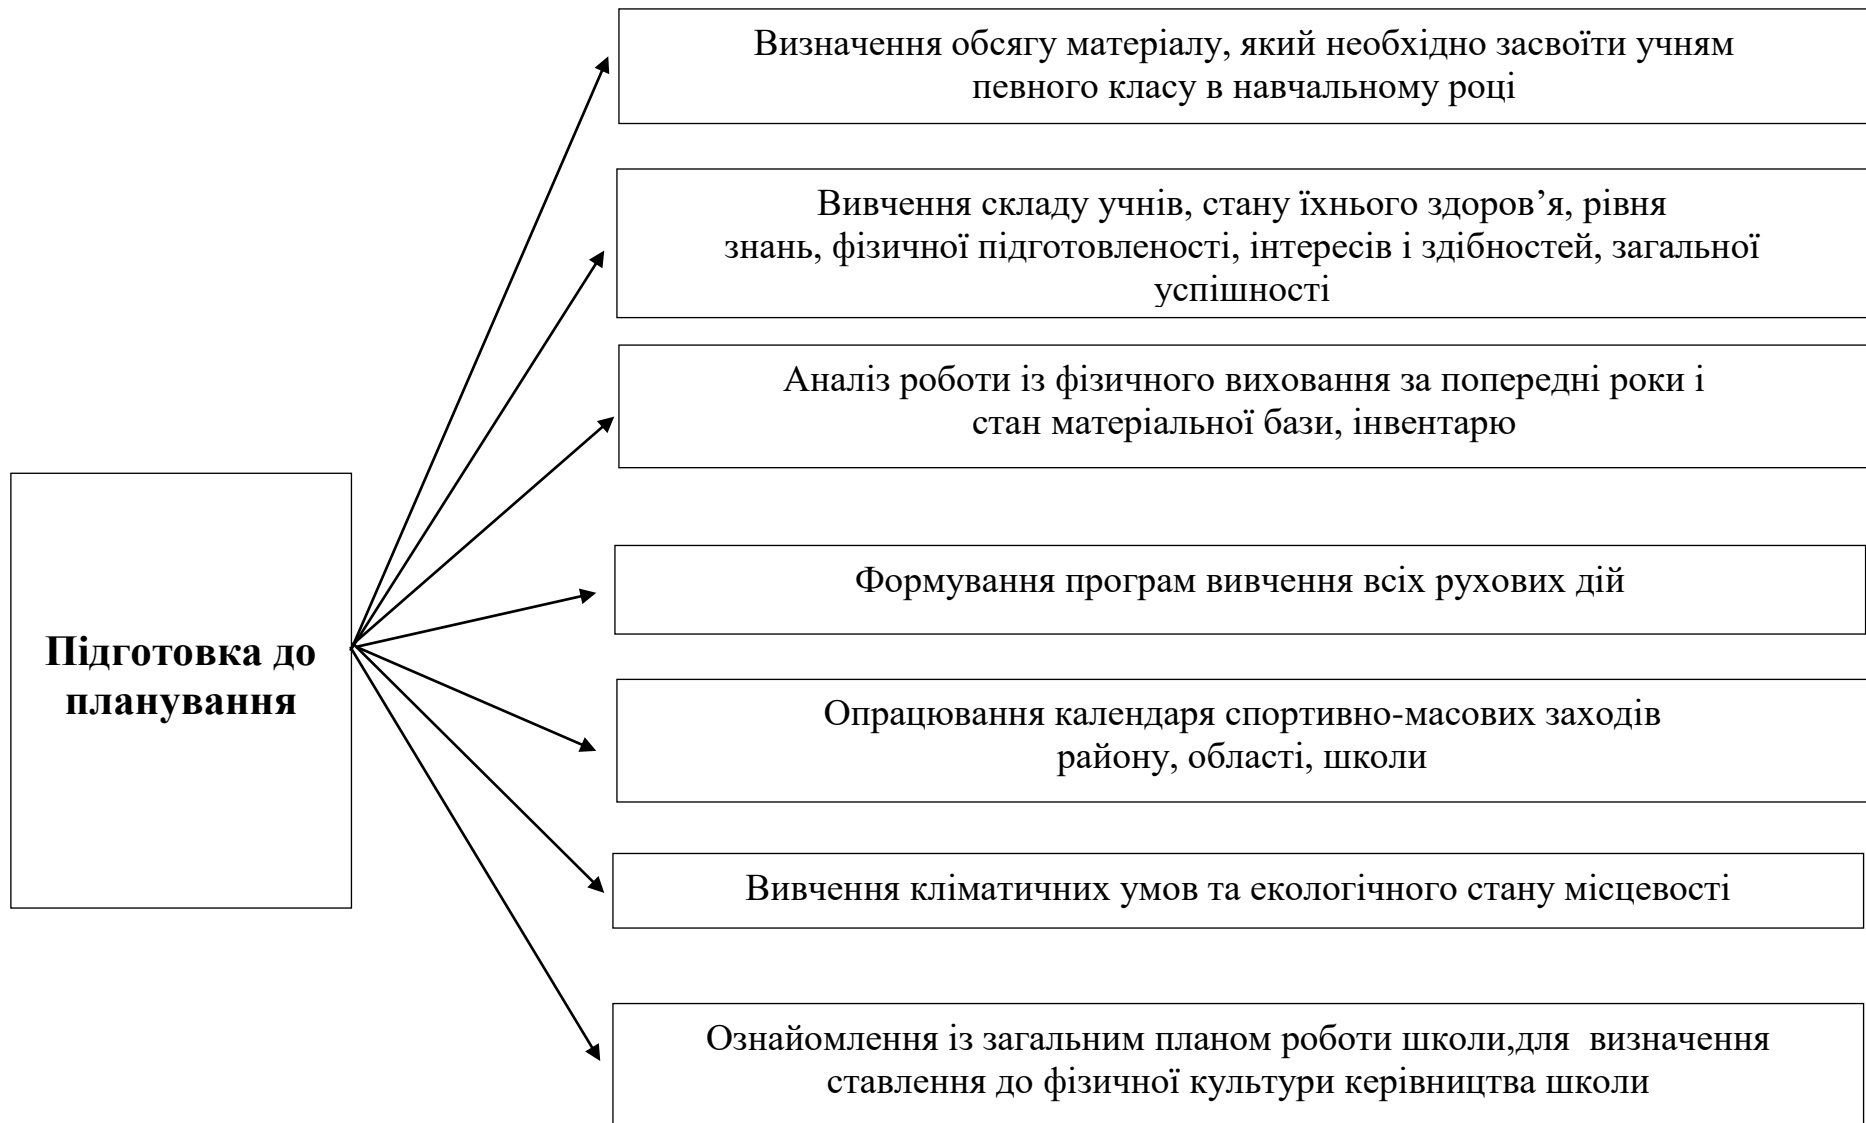 Визначення обсягу матеріалу, який необхідно засвоїти учням
певного класу в навчальному році
Вивчення складу учнів, стану їхнього здоров’я, рівня
знань, фізичної підготовленості, інтересів і здібностей, загальної
успішності
Аналіз роботи із фізичного виховання за попередні роки і
стан матеріальної бази, інвентарю
Підготовка до
планування
Формування програм вивчення всіх рухових дій
Опрацювання календаря спортивно-масових заходів
району, області, школи
Вивчення кліматичних умов та екологічного стану місцевості
Ознайомлення із загальним планом роботи школи,для  визначення
ставлення до фізичної культури керівництва школи